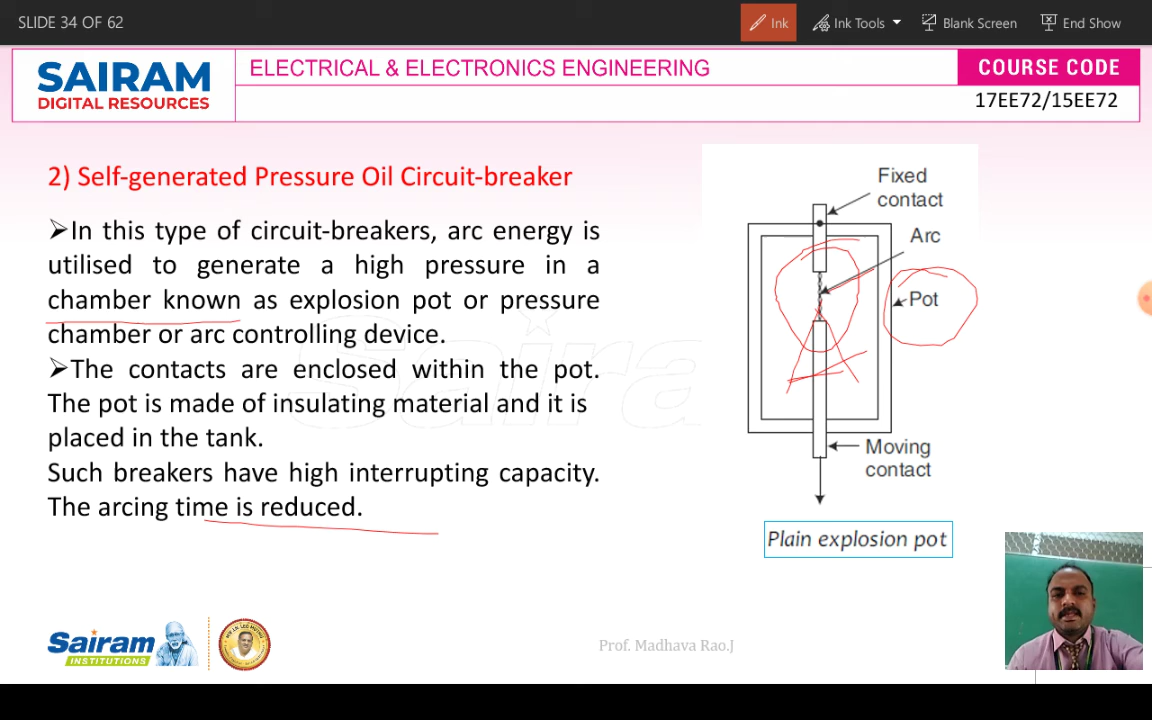 SLIDE 34 OF 62
Ink
Ink Tools
Blank Screen
End Show
SAIRAM
DIGITAL RESOURCES
ELECTRICAL & ELECTRONICS ENGINEERING
COURSE CODE
17EE72/15EE72
2) Self-generated Pressure Oil Circuit-breaker
➢In this type of circuit-breakers, arc energy is
utilised to generate a high pressure in a
chamber known as explosion pot or pressure
chamber or arc controlling device.
➢The contacts are enclosed within the pot.
The pot is made of insulating material and it is
placed in the tank.
Such breakers have high interrupting capacity.
The arcing time is reduced.
Fixed
contact
Arc
Pot
Moving
contact
Plain explosion pot
Sairam
INSTITUTIONS
Prof. Madhava Rao.J